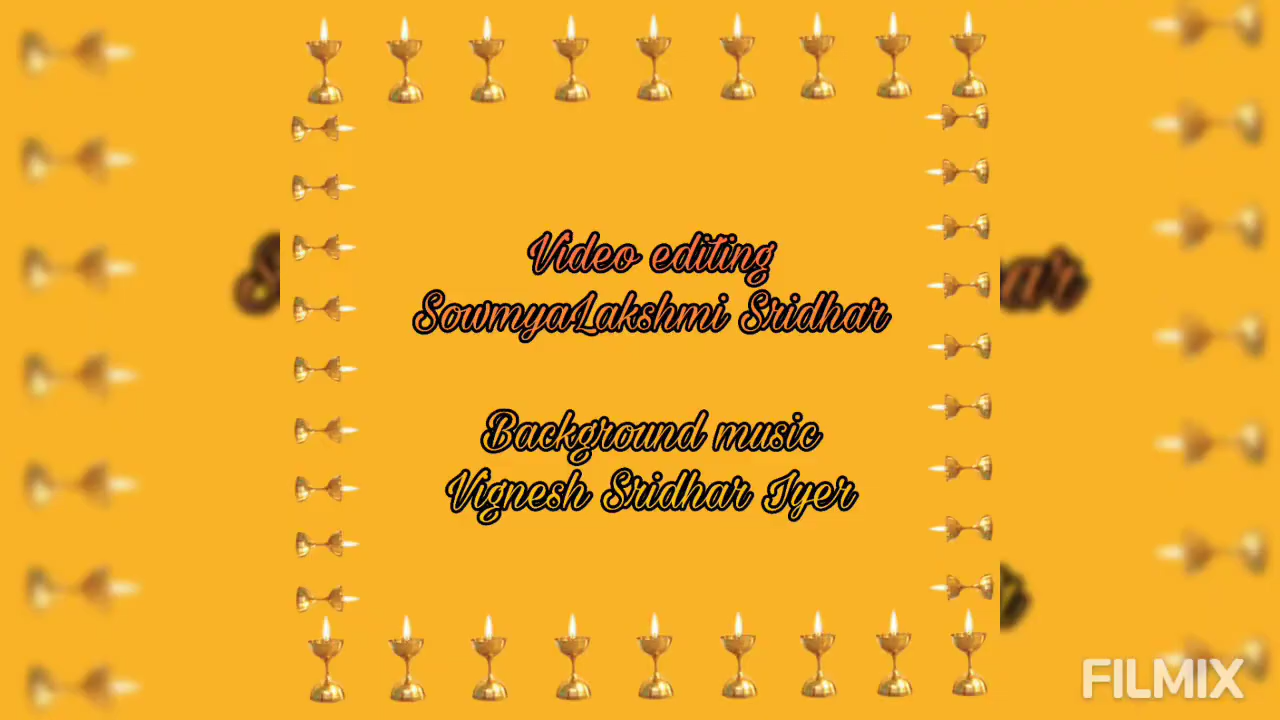 Video editing
SowmyaLakshmi Sridhar
Background music
Vignesh Sridhar Iyer
FILMIX